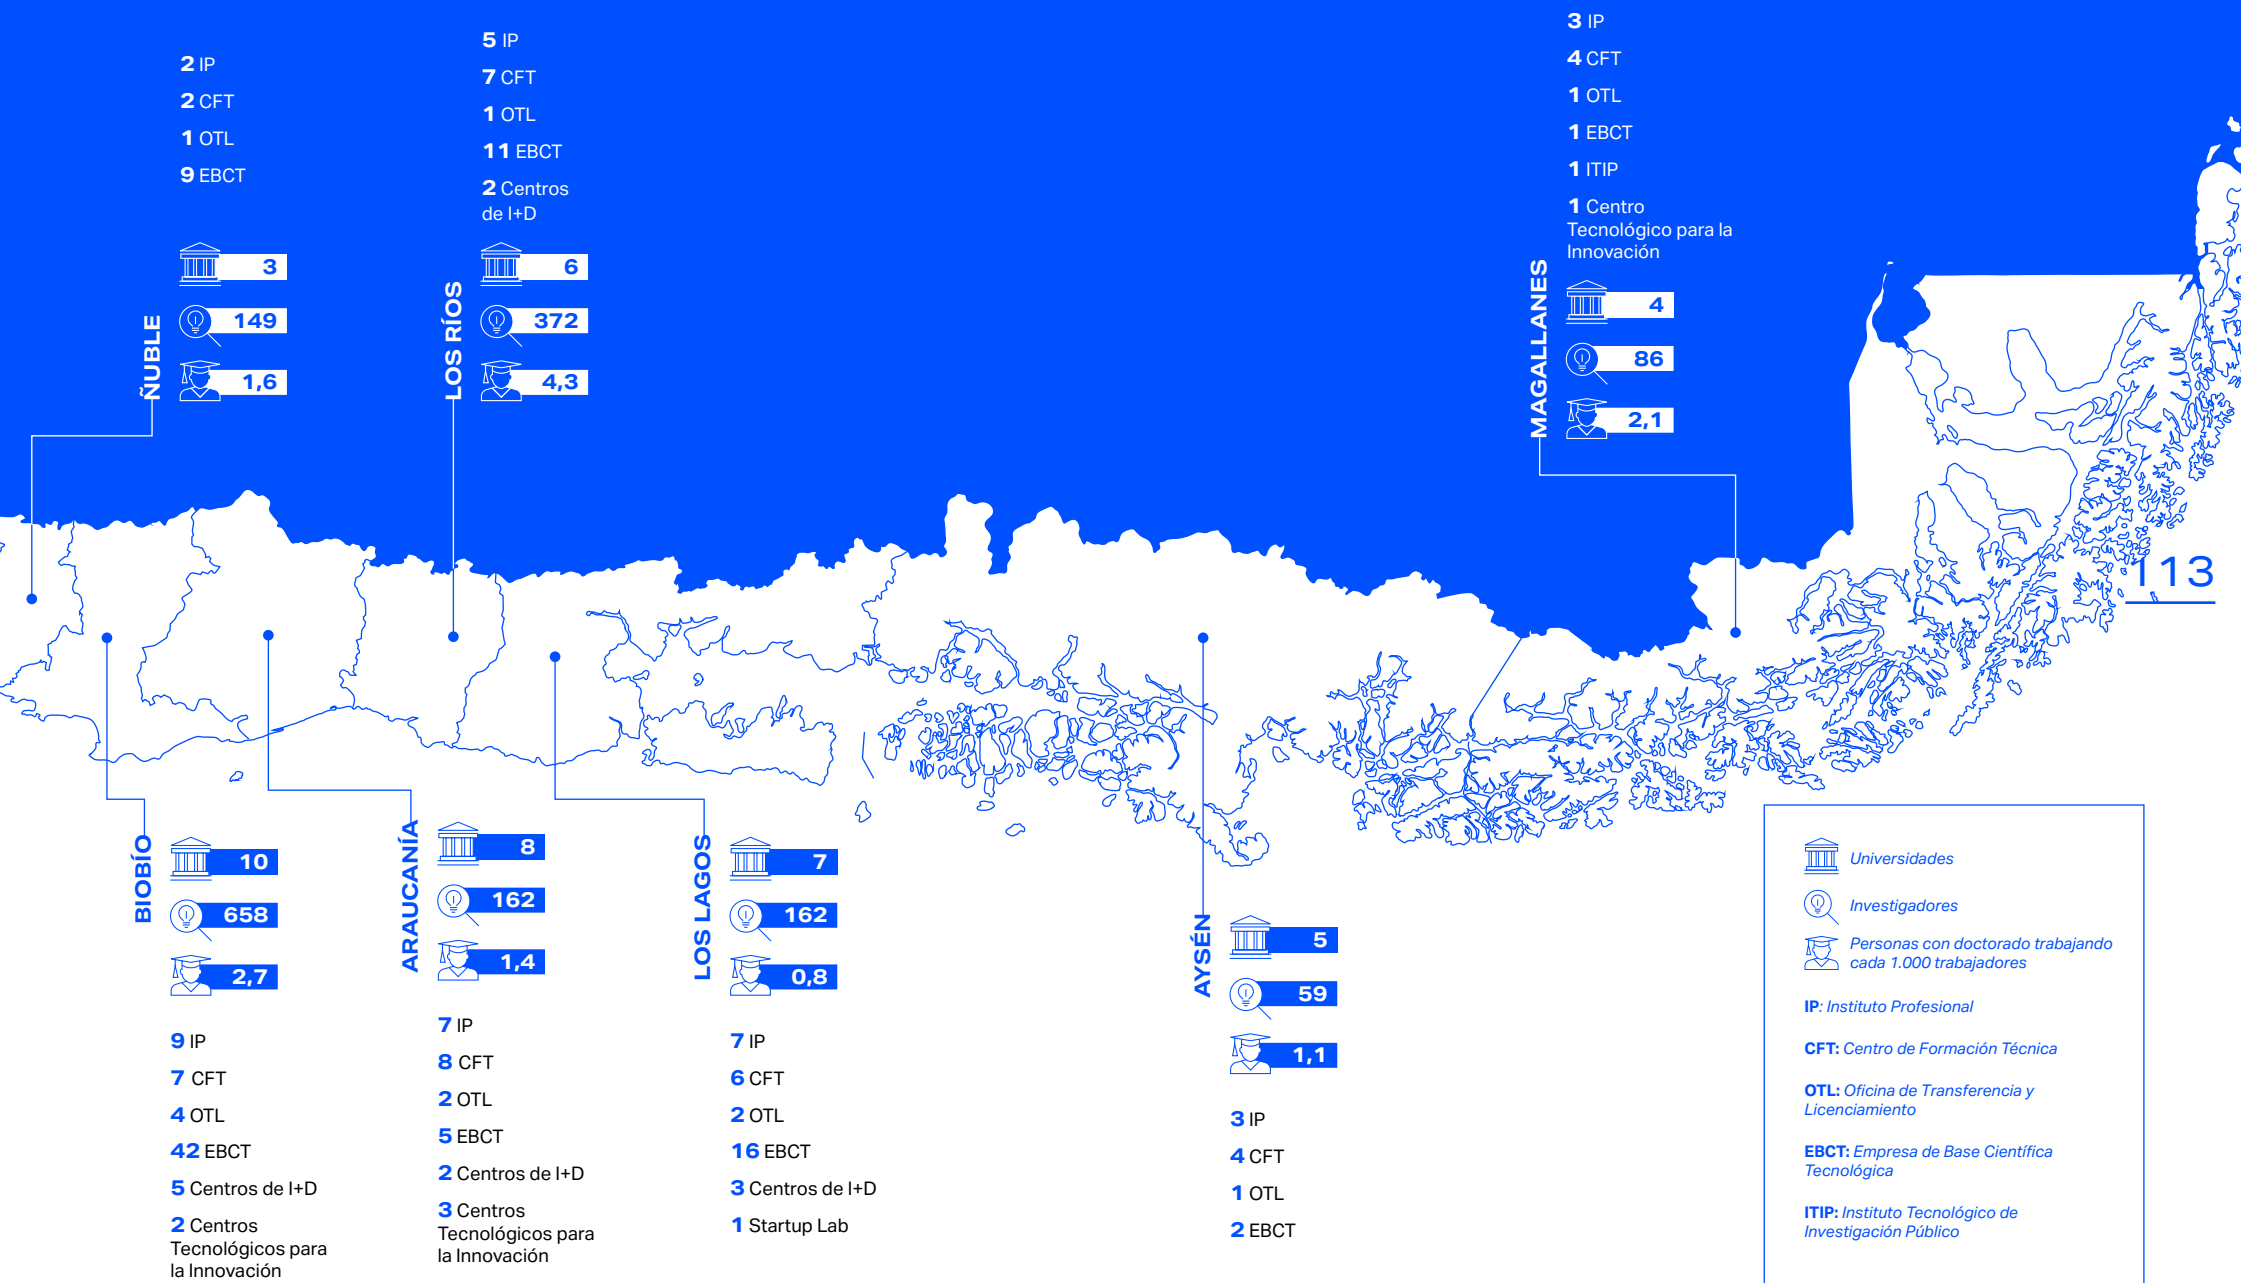 2 IP
2 CFT
1 OTL
9 EBCT
ÑUBLE
3
149
1,6
5 IP
7 CFT
1 OTL
11 EBCT
2 Centros
de I+D
LOS RÍOS
6
372
4,3
3 IP
4 CFT
1 OTL
1 EBCT
1 ITIP
1 Centro
Tecnológico para la
Innovación
MAGALLANES
4
86
2,1
113
BIOBÍO
10
658
2,7
9 IP
7 CFT
4 OTL
42 EBCT
5 Centros de I+D
2 Centros
Tecnológicos para
la Innovación
ARAUCANÍA
8
162
1,4
7 IP
8 CFT
2 OTL
5 EBCT
2 Centros de I+D
3 Centros
Tecnológicos para
la Innovación
LOS LAGOS
7
162
0,8
7 IP
6 CFT
2 OTL
16 EBCT
3 Centros de I+D
1 Startup Lab
AYSÉN
5
59
1,1
3 IP
4 CFT
1 OTL
2 EBCT
Universidades
Investigadores
Personas con doctorado trabajando
cada 1.000 trabajadores
IP: Instituto Profesional
CFT: Centro de Formación Técnica
OTL: Oficina de Transferencia y
Licenciamiento
EBCT: Empresa de Base Científica
Tecnológica
ITIP: Instituto Tecnológico de
Investigación Público